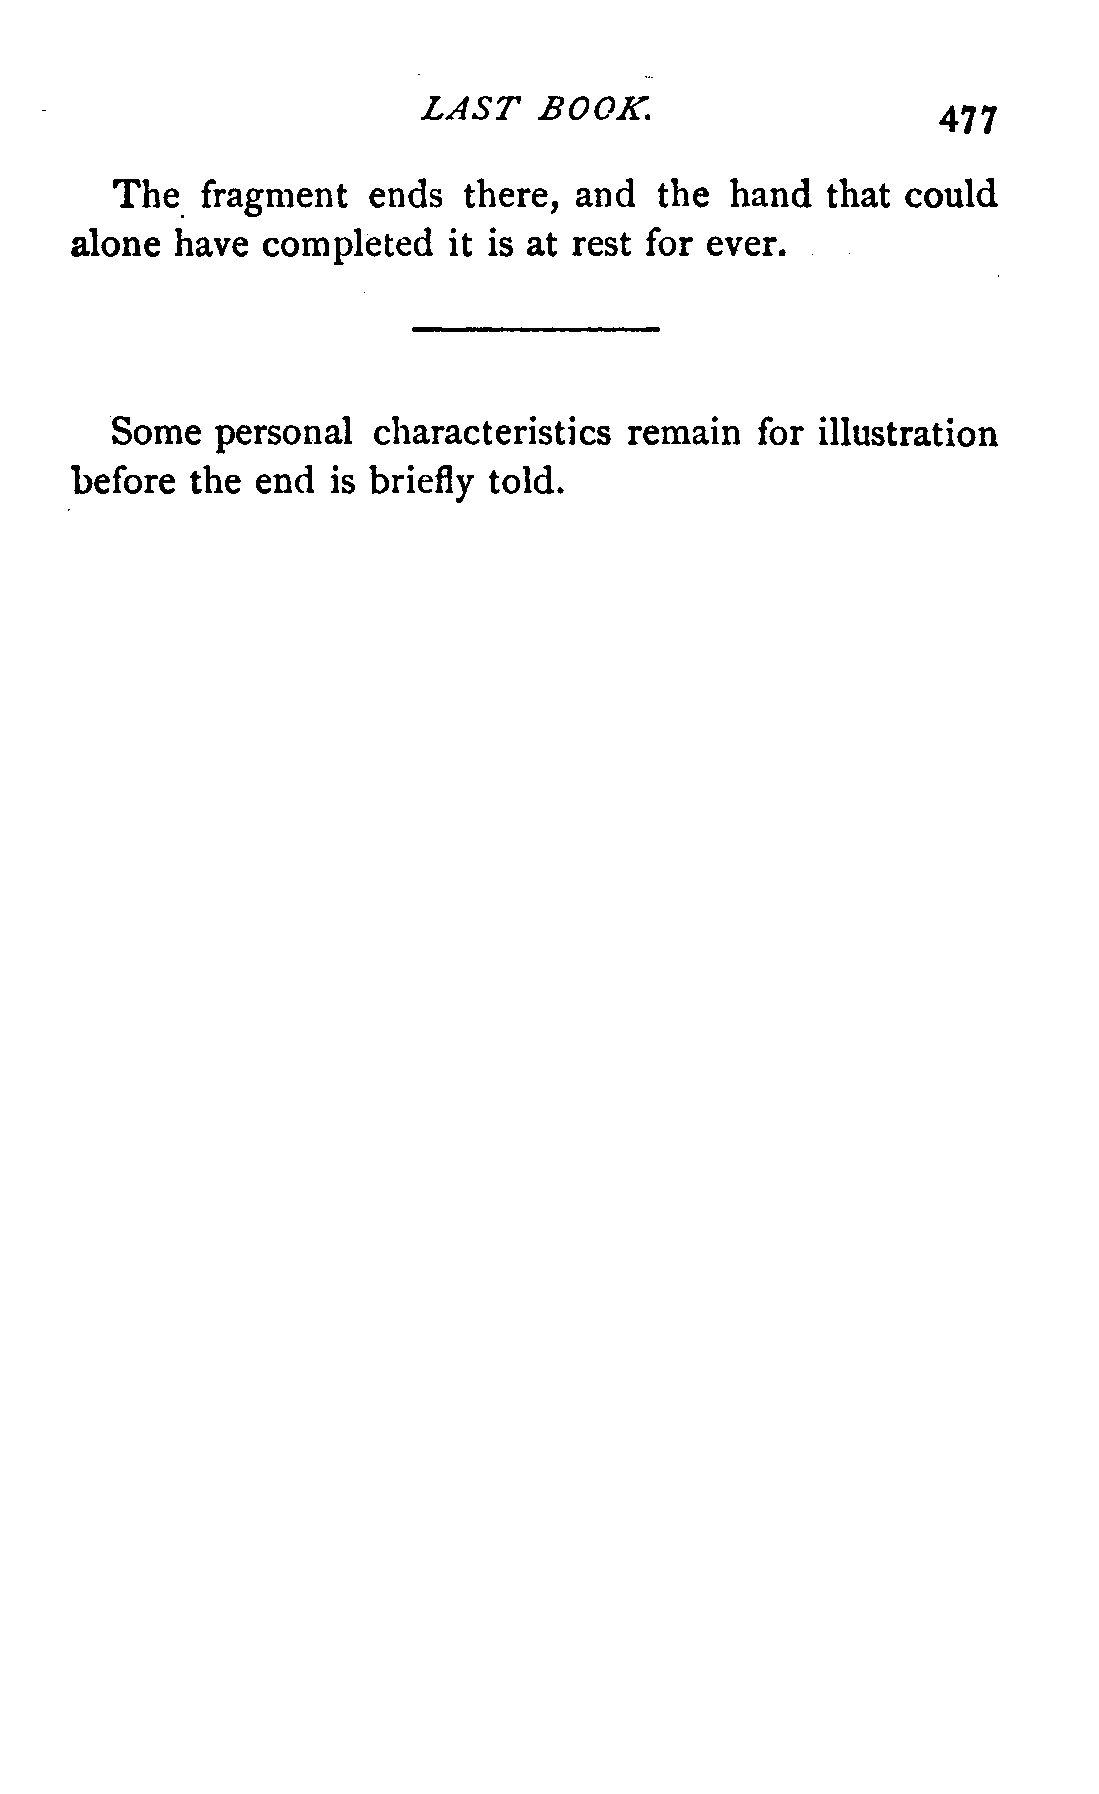 LAST BOOK. 477
The fragment ends there, and the hand that could
alone have completed it is at rest for ever.
Some personal characteristics remain for illustration
before the end is briefly told.